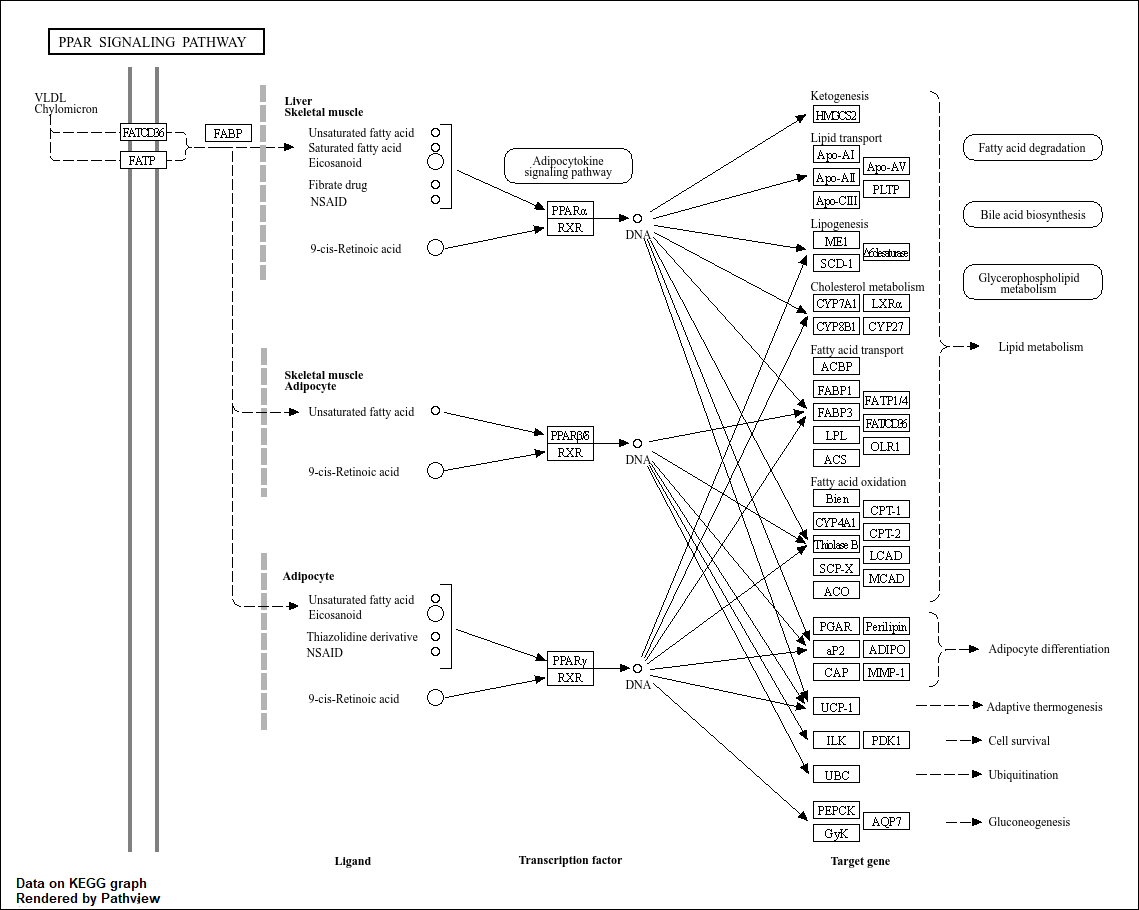 PPAR SIGNALING PATHWAY
VLDL
Chylomicron
FAT/CD36
FATP
FABP
Liver
Skeletal muscle
Unsaturated fatty acid
Saturated fatty acid
Eicosanoid
Fibrate drug
NSAID
9-cis-Retinoic acid
Adipocytokine
signaling pathway
PPARα
RXR
DNA
Skeletal muscle
Adipocyte
Unsaturated fatty acid
9-cis-Retinoic acid
PPARβ/δ
RXR
DNA
Adipocyte
Unsaturated fatty acid
Eicosanoid
Thiazolidine derivative
NSAID
9-cis-Retinoic acid
PPARγ
RXR
DNA
Ketogenesis
HMGCS2
Lipid transport
Apo-AI
Apo-AV
Apo-AII
PLTP
Apo-CIII
Lipogenesis
ME1
SCD-1
Cholesterol metabolism
CYP7A1
LXRα
CYP8B1
CYP27
Fatty acid transport
ACBP
FABP1
FATP1/4
FABP3
FAT/CD36
LPL
OLR1
ACS
Fatty acid oxidation
Bien
CPT-1
CYP4A1
CPT-2
Thiolase B
LCAD
SCP-X
MCAD
ACO
PGAR
Perilipin
aP2
ADIPO
CAP
MMP-1
UCP-1
ILK
PDK1
UBC
PEPCK
AQP7
GyK
Fatty acid degradation
Bile acid biosynthesis
Glycerophospholipid
metabolism
Lipid metabolism
Adipocyte differentiation
Adaptive thermogenesis
Cell survival
Ubiquitination
Gluconeogenesis
Ligand
Transcription factor
Target gene
Data on KEGG graph
Rendered by Pathview